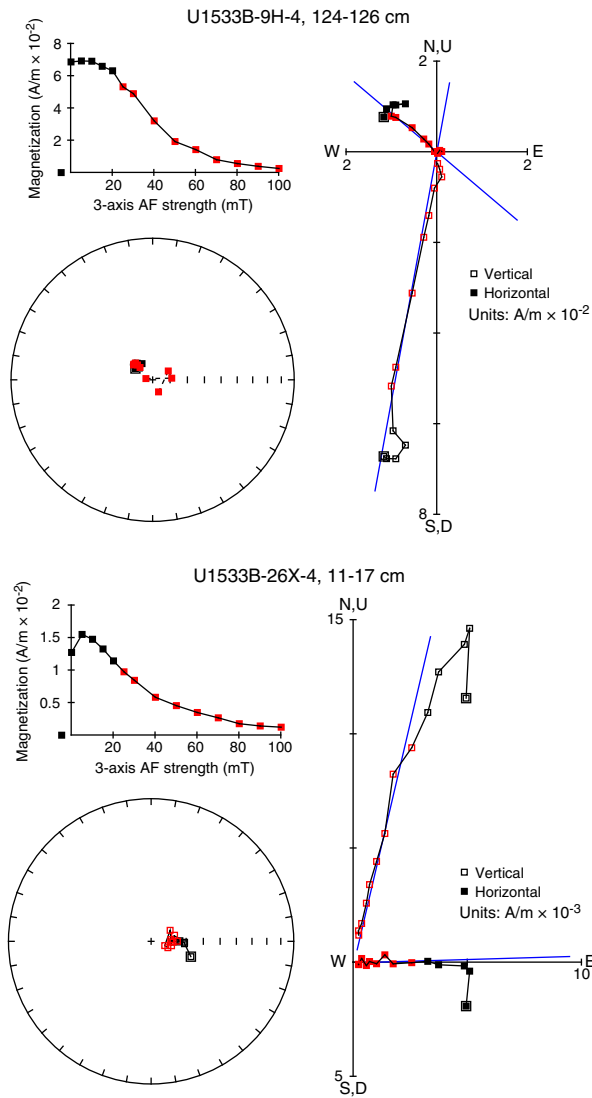 U1533B-9H-4, 124-126 cm
Magnetization (A/m × 10-2)
8
6
4
2
0
20 40 60 80 100
3-axis AF strength (mT)
N,U
2
W E
2 2
□ Vertical
■ Horizontal
Units: A/m × 10-2
8
S,D
U1533B-26X-4, 11-17 cm
Magnetization (A/m × 10-2)
2
1.5
1
0.5
0
20 40 60 80 100
3-axis AF strength (mT)
N,U
15
□ Vertical
■ Horizontal
Units: A/m × 10-3
W E
10
5
S,D